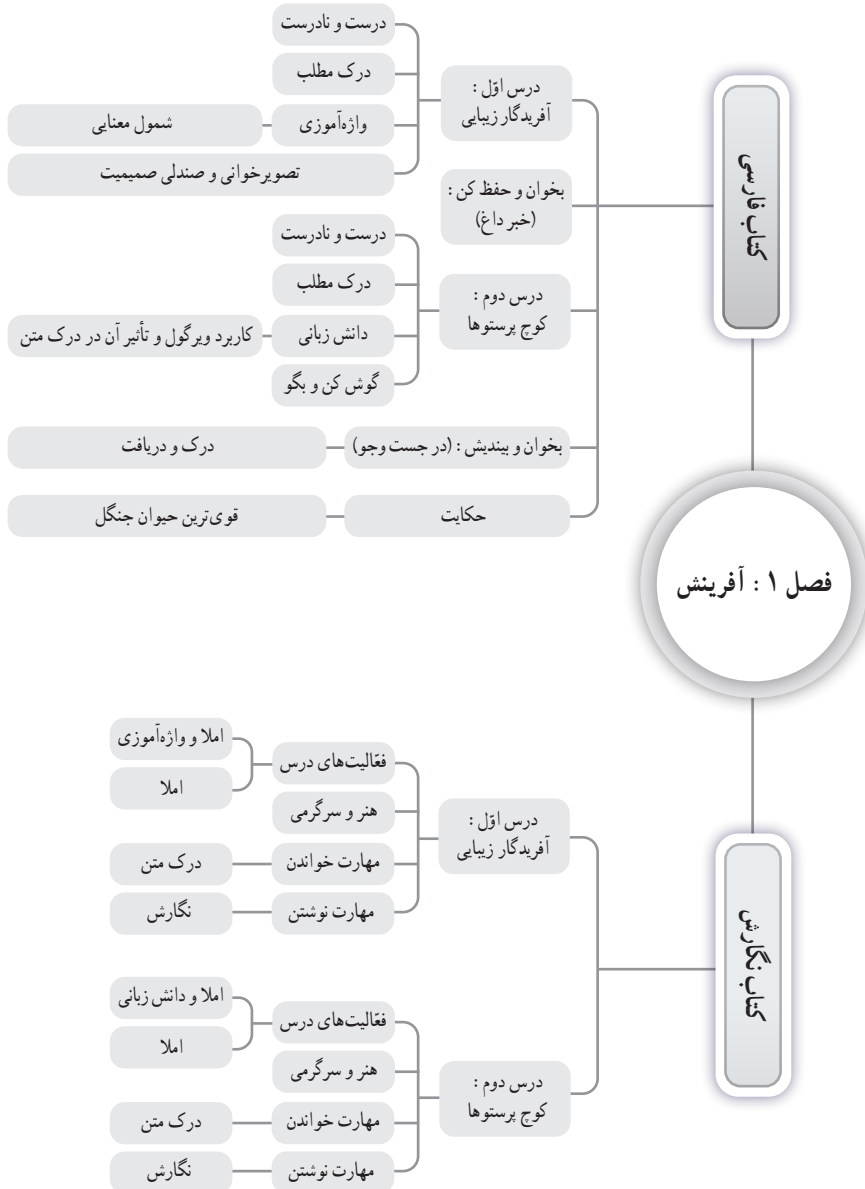 درست و نادرست
درس اوّل :
آفریدگار زیبایی
درک مطلب
واژه‌آموزی
شمول معنایی
تصویرخوانی و صندلی صمیمیت
کتاب فارسی
بخوان و حفظ کن :
(خبر داغ)
درست و نادرست
درس دوم :
کوچ پرستوها
درک مطلب
دانش زبانی
کاربرد ویرگول و تأثیر آن در درک متن
گوش کن و بگو
بخوان و بیندیش : (در جست وجو)
درک و دریافت
حکایت
قوی‌ترین حیوان جنگل
فصل ۱ : آفرینش
کتاب نگارش
درس اوّل :
آفریدگار زیبایی
فعّالیت‌های درس
املا و واژه‌آموزی
املا
هنر و سرگرمی
مهارت خواندن
درک متن
مهارت نوشتن
نگارش
درس دوم :
کوچ پرستوها
فعّالیت‌های درس
املا و دانش زبانی
املا
هنر و سرگرمی
مهارت خواندن
درک متن
مهارت نوشتن
نگارش